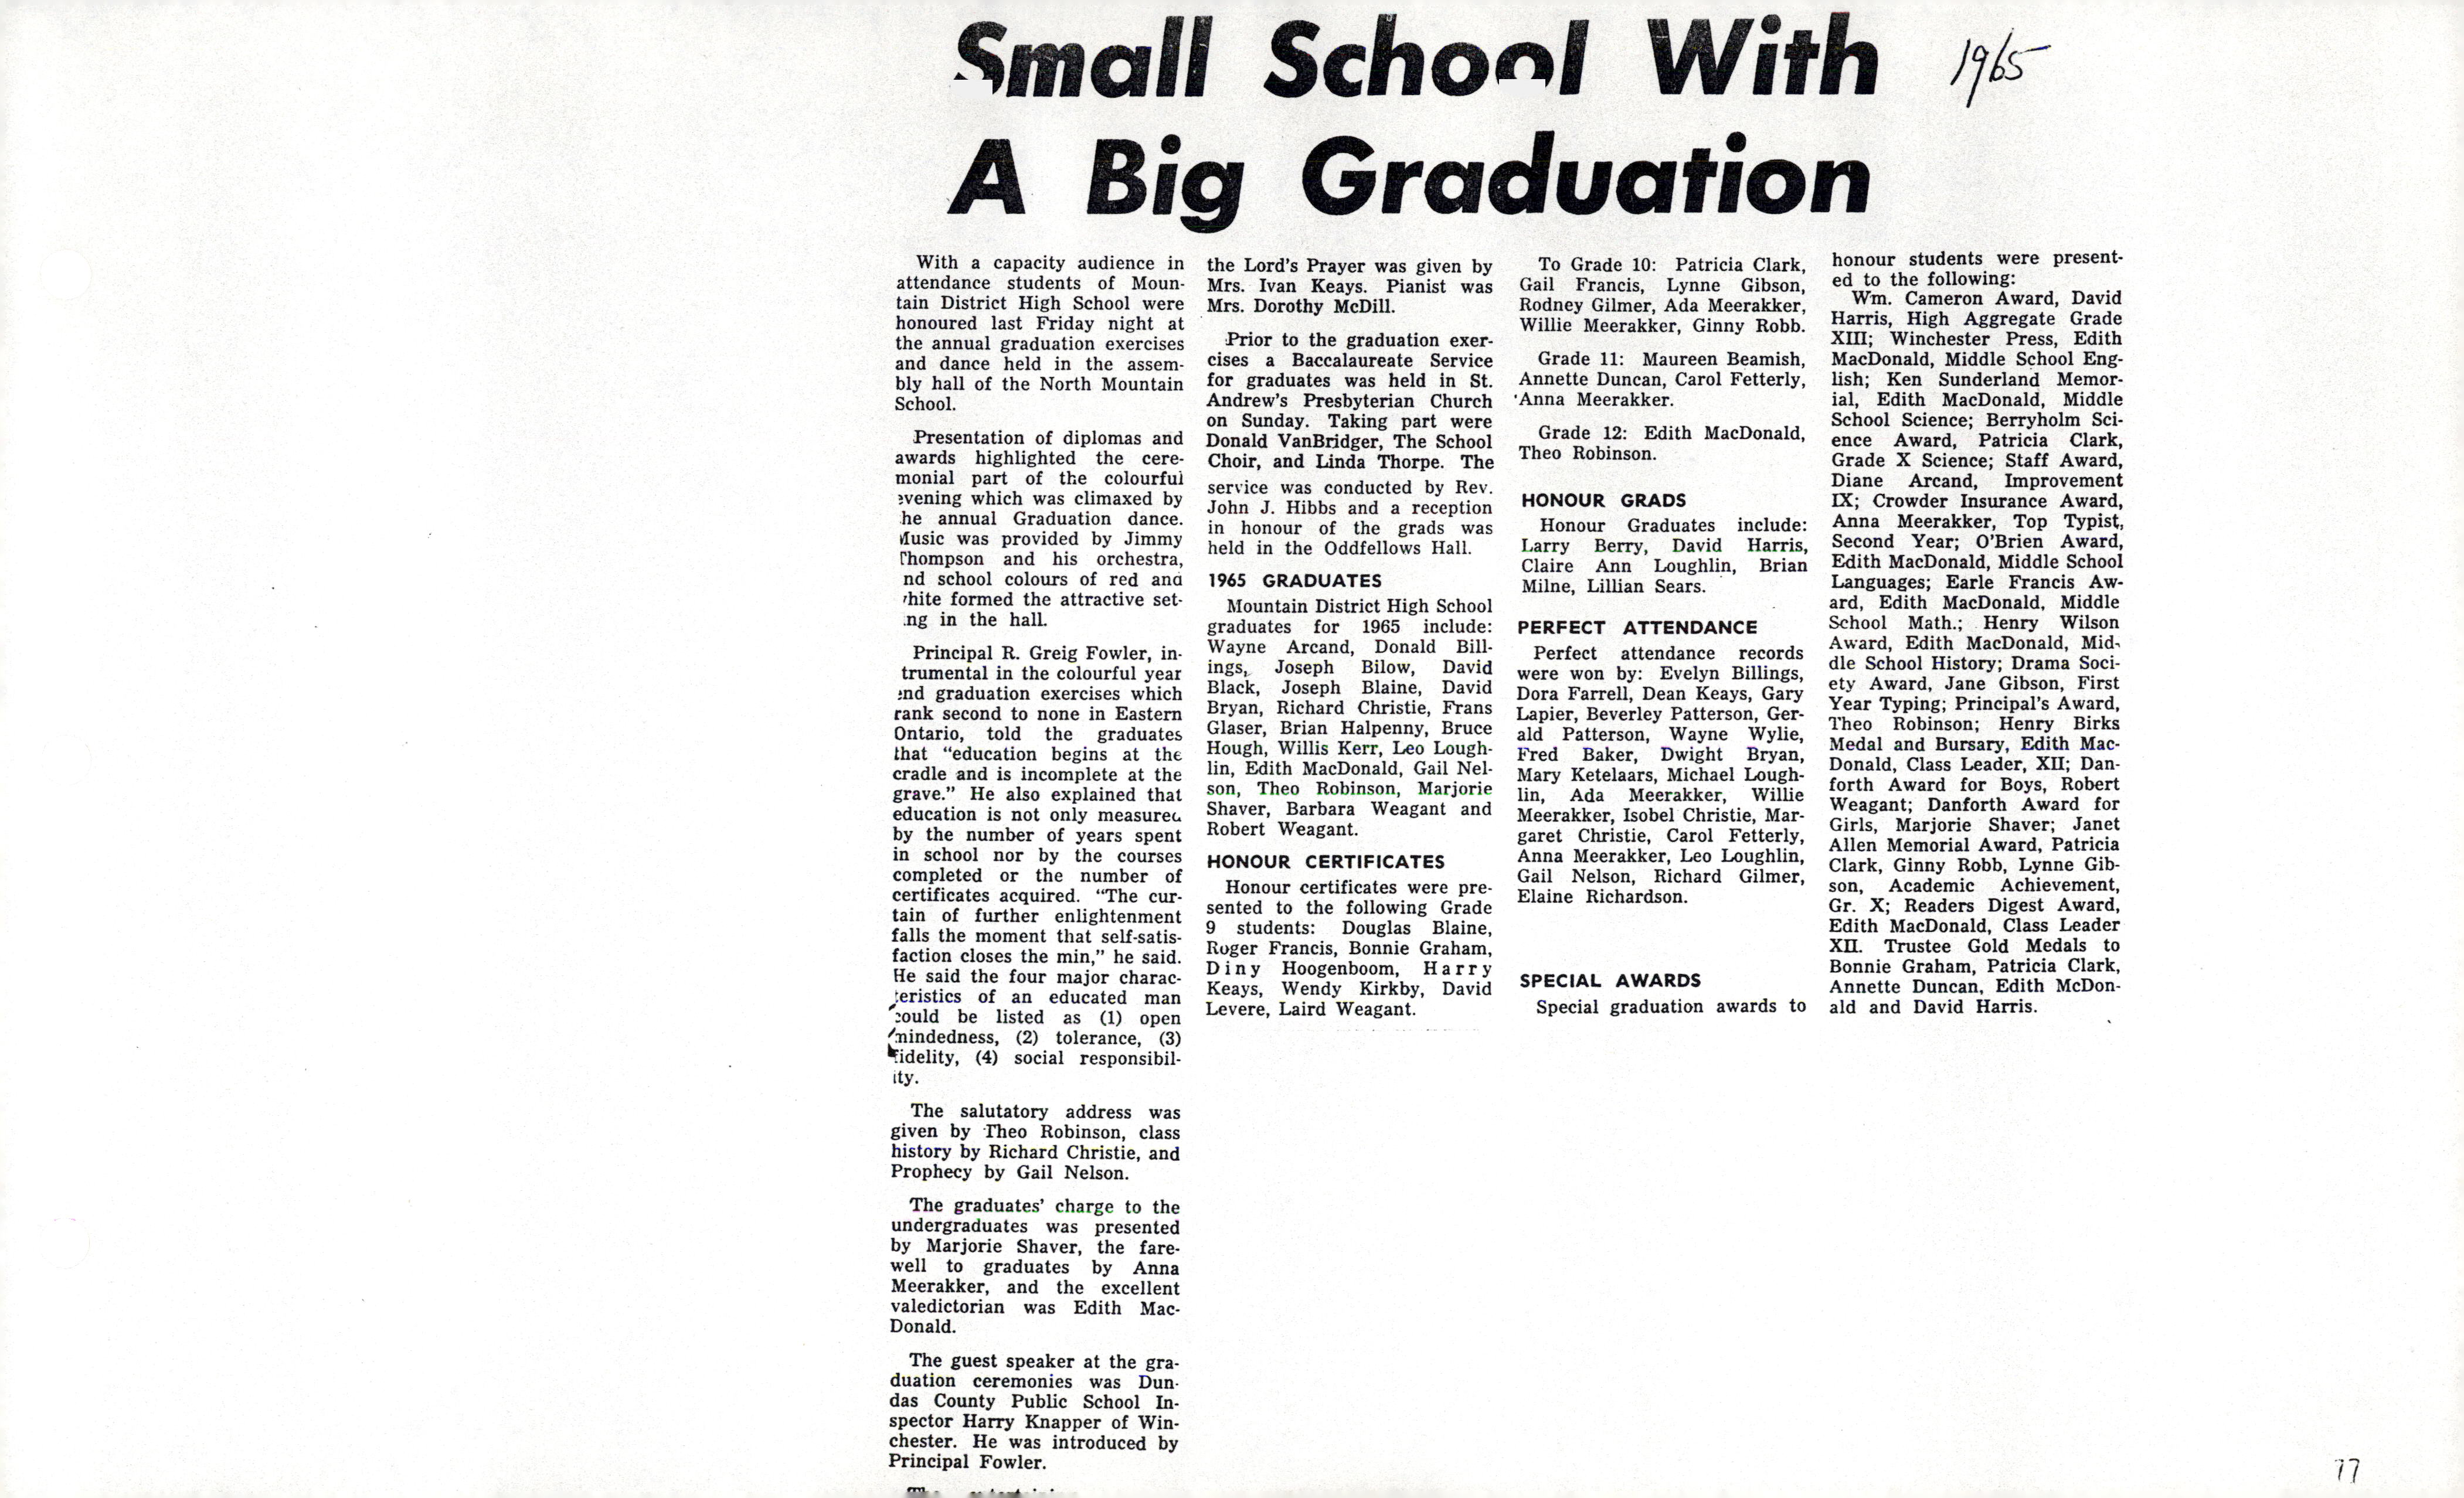 Small School With
1965
A Big Graduation
With a capacity audience in
attendance students of Moun-
tain District High School were
honoured last Friday night at
the annual graduation exercises
and dance held in the assem-
bly hall of the North Mountain
School.
Presentation of diplomas and
awards highlighted the cere-
monial part of the colourful
evening which was climaxed by
he annual Graduation dance.
Music was provided by Jimmy
Thompson and his orchestra,
nd school colours of red and
white formed the attractive set-
ing in the hall.
Principal R. Greig Fowler, in-
trumental in the colourful year
end graduation exercises which
rank second to none in Eastern
Ontario, told the graduates
that "education begins at the
cradle and is incomplete at the
grave." He also explained that
education is not only measured
by the number of years spent
in school nor by the courses
completed or the number of
certificates acquired. "The cur-
tain of further enlightenment
falls the moment that self-satis-
faction closes the min," he said.
He said the four major charac-
teristics of an educated man
could be listed as (1) open
mindedness, (2) tolerance, (3)
fidelity, (4) social responsibil-
ity.
The salutatory address was
given by Theo Robinson, class
history by Richard Christie, and
Prophecy by Gail Nelson.
The graduates' charge to the
undergraduates was presented
by Marjorie Shaver, the fare-
well to graduates by Anna
Meerakker, and the excellent
valedictorian was Edith Mac-
Donald.
The guest speaker at the gra-
duation ceremonies was Dun-
das County Public School In-
spector Harry Knapper of Win-
chester. He was introduced by
Principal Fowler.
the Lord's Prayer was given by
Mrs. Ivan Keays. Pianist was
Mrs. Dorothy McDill.
Prior to the graduation exer-
cises a Baccalaureate Service
for graduates was held in St.
Andrew's Presbyterian Church
on Sunday. Taking part were
Donald VanBridger, The School
Choir, and Linda Thorpe. The
service was conducted by Rev.
John J. Hibbs and a reception
in honour of the grads was
held in the Oddfellows Hall.
1965 GRADUATES
Mountain District High School
graduates for 1965 include:
Wayne Arcand, Donald Bill-
ings, Joseph Bilow, David
Black, Joseph Blaine, David
Bryan, Richard Christie, Frans
Glaser, Brian Halpenny, Bruce
Hough, Willis Kerr, Leo Lough-
lin, Edith MacDonald, Gail Nel-
son, Theo Robinson, Marjorie
Shaver, Barbara Weagant and
Robert Weagant.
HONOUR CERTIFICATES
Honour certificates were pre-
sented to the following Grade
9 students: Douglas Blaine,
Roger Francis, Bonnie Graham,
Diny Hoogenboom, Harry
Keays, Wendy Kirkby, David
Levere, Laird Weagant.
To Grade 10: Patricia Clark,
Gail Francis, Lynne Gibson,
Rodney Gilmer, Ada Meerakker,
Willie Meerakker, Ginny Robb.
Grade 11: Maureen Beamish,
Annette Duncan, Carol Fetterly,
Anna Meerakker.
Grade 12: Edith MacDonald,
Theo Robinson.
HONOUR GRADS
Honour Graduates include:
Larry Berry, David Harris,
Claire Ann Loughlin, Brian
Milne, Lillian Sears.
PERFECT ATTENDANCE
Perfect attendance records
were won by: Evelyn Billings,
Dora Farrell, Dean Keays, Gary
Lapier, Beverley Patterson, Ger-
ald Patterson, Wayne Wylie,
Fred Baker, Dwight Bryan,
Mary Ketelaars, Michael Lough-
lin, Ada Meerakker, Willie
Meerakker, Isobel Christie, Mar-
garet Christie, Carol Fetterly,
Anna Meerakker, Leo Loughlin,
Gail Nelson, Richard Gilmer,
Elaine Richardson.
SPECIAL AWARDS
Special graduation awards to
honour students were present-
ed to the following:
Wm. Cameron Award, David
Harris, High Aggregate Grade
XIII; Winchester Press, Edith
MacDonald, Middle School Eng-
lish; Ken Sunderland Memor-
ial, Edith MacDonald, Middle
School Science; Berryholm Sci-
ence Award, Patricia Clark,
Grade X Science; Staff Award,
Diane Arcand, Improvement
IX; Crowder Insurance Award,
Anna Meerakker, Top Typist,
Second Year; O'Brien Award,
Edith MacDonald, Middle School
Languages; Earle Francis Aw-
ard, Edith MacDonald, Middle
School Math.; Henry Wilson
Award, Edith MacDonald, Mid-
dle School History; Drama Soci-
ety Award, Jane Gibson, First
Year Typing; Principal's Award,
Theo Robinson; Henry Birks
Medal and Bursary, Edith Mac-
Donald, Class Leader, XII; Dan-
forth Award for Boys, Robert
Weagant; Danforth Award for
Girls, Marjorie Shaver; Janet
Allen Memorial Award, Patricia
Clark, Ginny Robb, Lynne Gib-
son, Academic Achievement,
Gr. X; Readers Digest Award,
Edith MacDonald, Class Leader
XII. Trustee Gold Medals to
Bonnie Graham, Patricia Clark,
Annette Duncan, Edith McDon-
ald and David Harris.
77